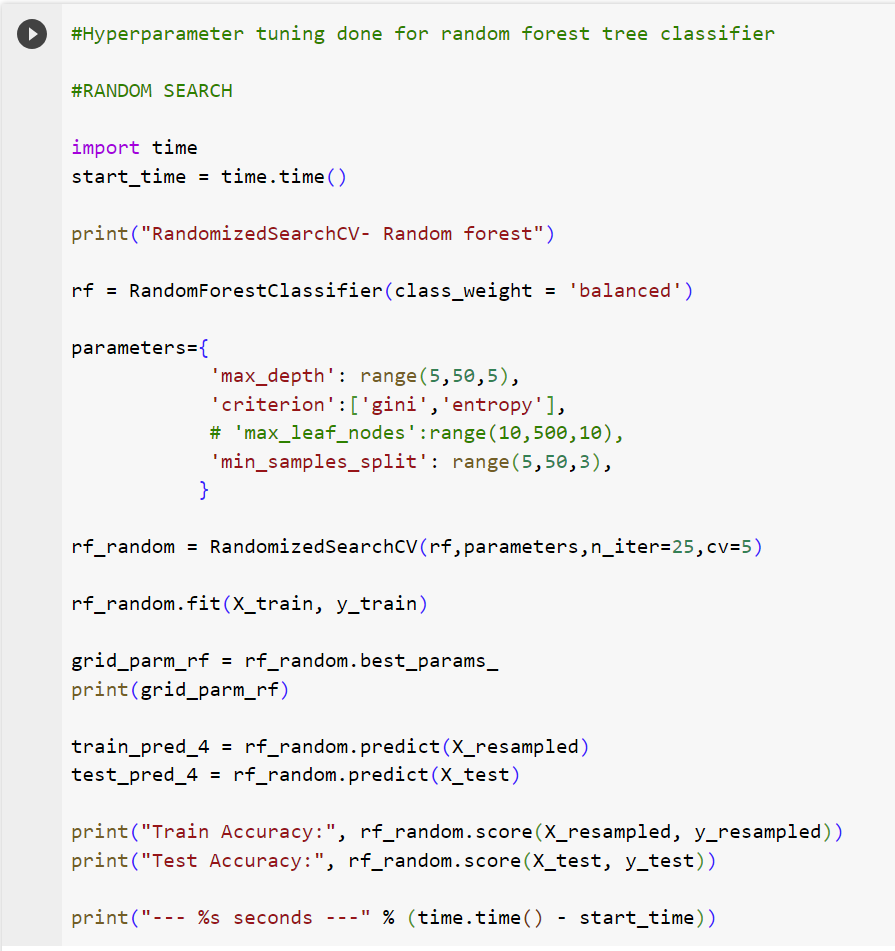 #Hyperparameter tuning done for random forest tree classifier
#RANDOM SEARCH
import time
start_time = time.time()
print("RandomizedSearchCV- Random forest")
rf = RandomForestClassifier(class_weight = 'balanced')
parameters={
            'max_depth': range(5,50,5),
            'criterion':['gini','entropy'],
            # 'max_leaf_nodes':range(10,500,10),
            'min_samples_split': range(5,50,3),
           }
rf_random = RandomizedSearchCV(rf,parameters,n_iter=25,cv=5)
rf_random.fit(X_train, y_train)
grid_parm_rf = rf_random.best_params_
print(grid_parm_rf)
train_pred_4 = rf_random.predict(X_resampled)
test_pred_4 = rf_random.predict(X_test)
print("Train Accuracy:", rf_random.score(X_resampled, y_resampled))
print("Test Accuracy:", rf_random.score(X_test, y_test))
print("--- %s seconds ---" % (time.time() - start_time))